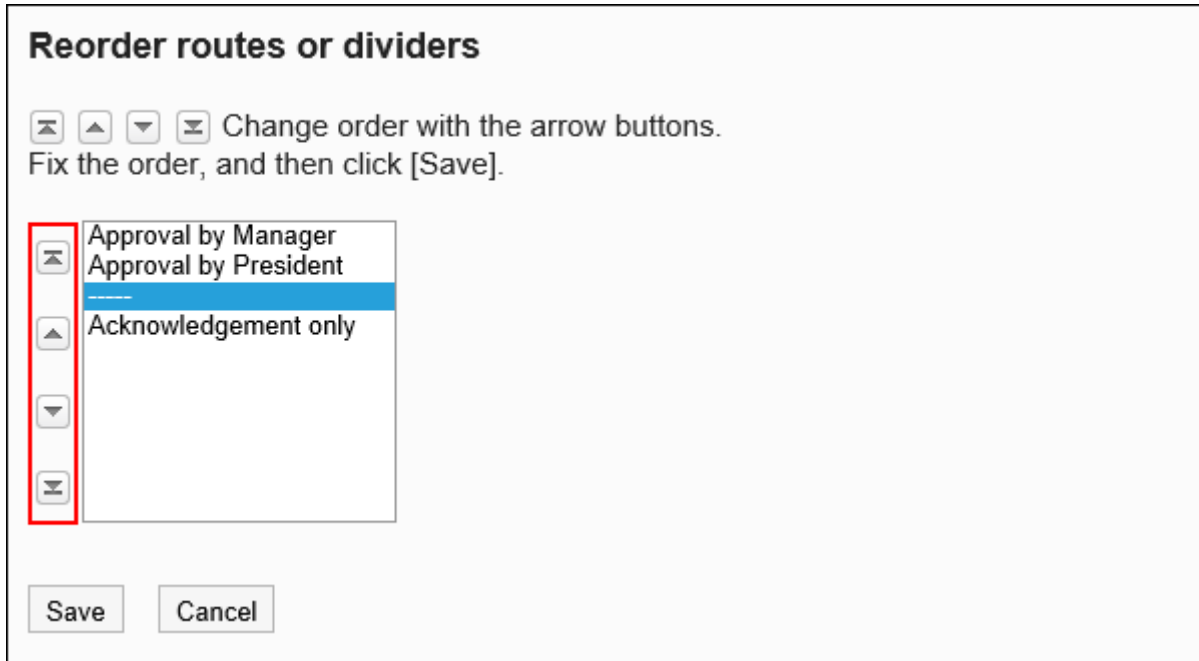 Reorder routes or dividers
Change order with the arrow buttons.
Fix the order, and then click [Save].
Approval by Manager
Approval by President
-----
Acknowledgement only
Save
Cancel